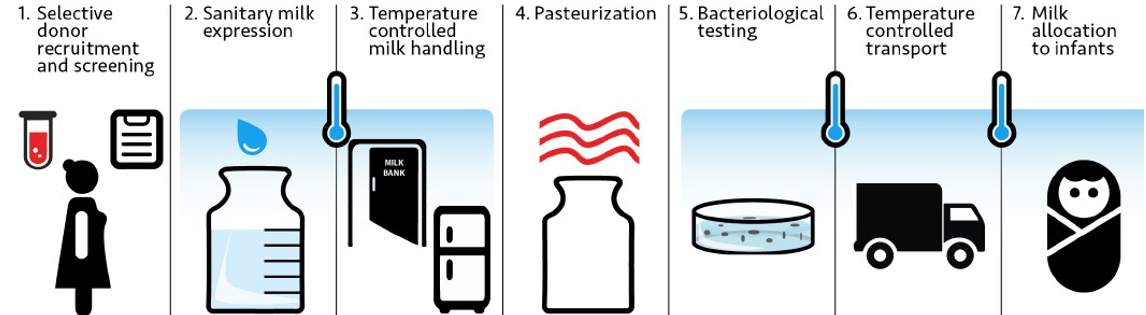 1. Selective
donor
recruitment
and screening
2. Sanitary milk
expression
3. Temperature
controlled
milk handling
MILK
BANK
4. Pasteurization
5. Bacteriological
testing
6. Temperature
controlled
transport
7. Milk
allocation
to infants